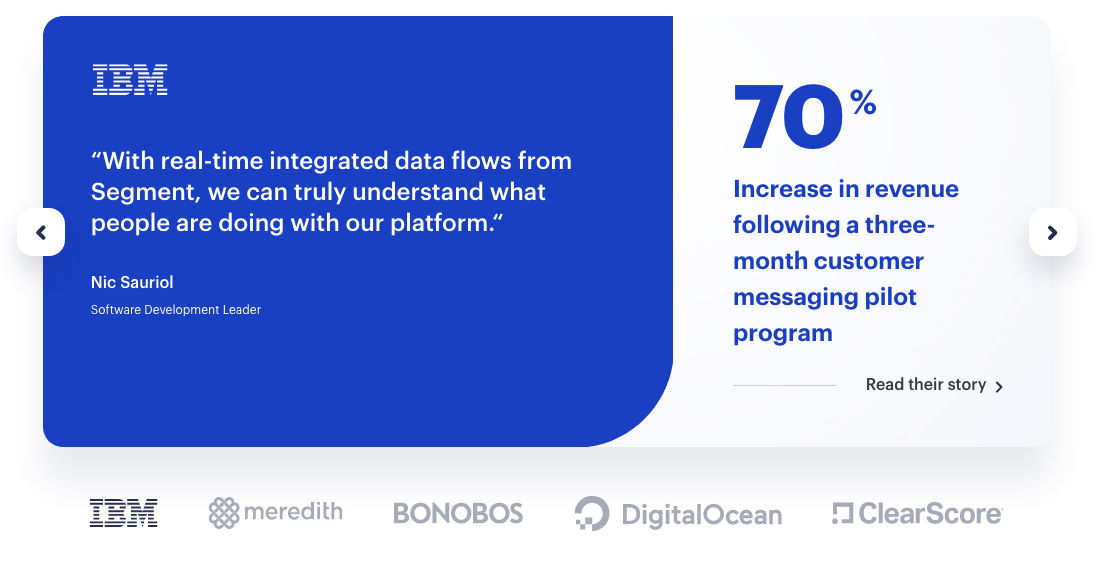 IBM
“With real-time integrated data flows from
Segment, we can truly understand what
people are doing with our platform.“
Nic Sauriol
Software Development Leader
70%
Increase in revenue
following a three-
month customer
messaging pilot
program
Read their story
IBM meredith BONOBOS DigitalOcean ClearScore